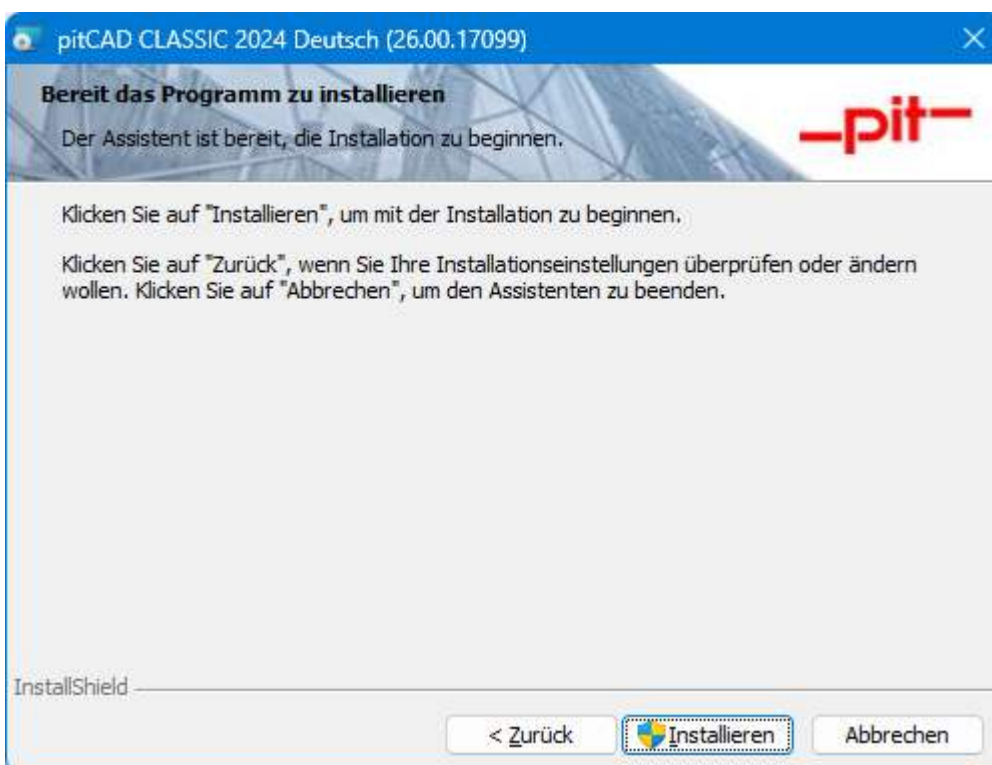 pitCAD CLASSIC 2024 Deutsch (26.00.17099)
Bereit das Programm zu installieren
Der Assistent ist bereit, die Installation zu beginnen.
pit
Klicken Sie auf "Installieren", um mit der Installation zu beginnen.
Klicken Sie auf "Zurück", wenn Sie Ihre Installationseinstellungen überprüfen oder ändern
wollen. Klicken Sie auf "Abbrechen", um den Assistenten zu beenden.
InstallShield
< Zurück
Installieren
Abbrechen